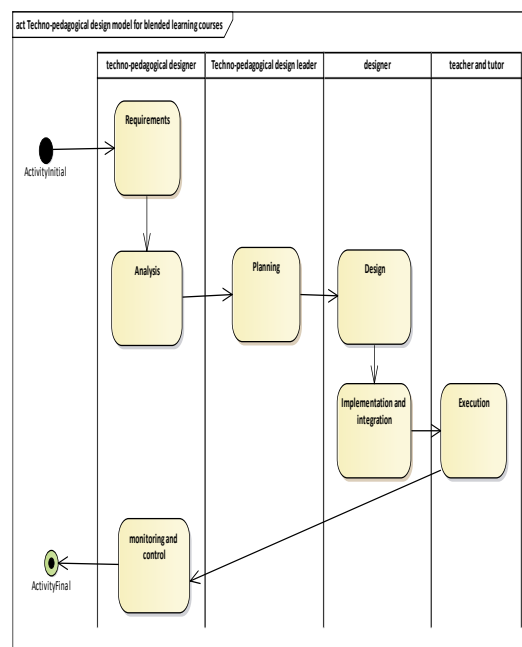 act Techno-pedagogical design model for blended learning courses
techno-pedagogical designer
Techno-pedagogical design leader
designer
teacher and tutor
Requirements
ActivityInitial
Analysis
Planning
Design
Implementation and
integration
Execution
monitoring and
control
ActivityFinal